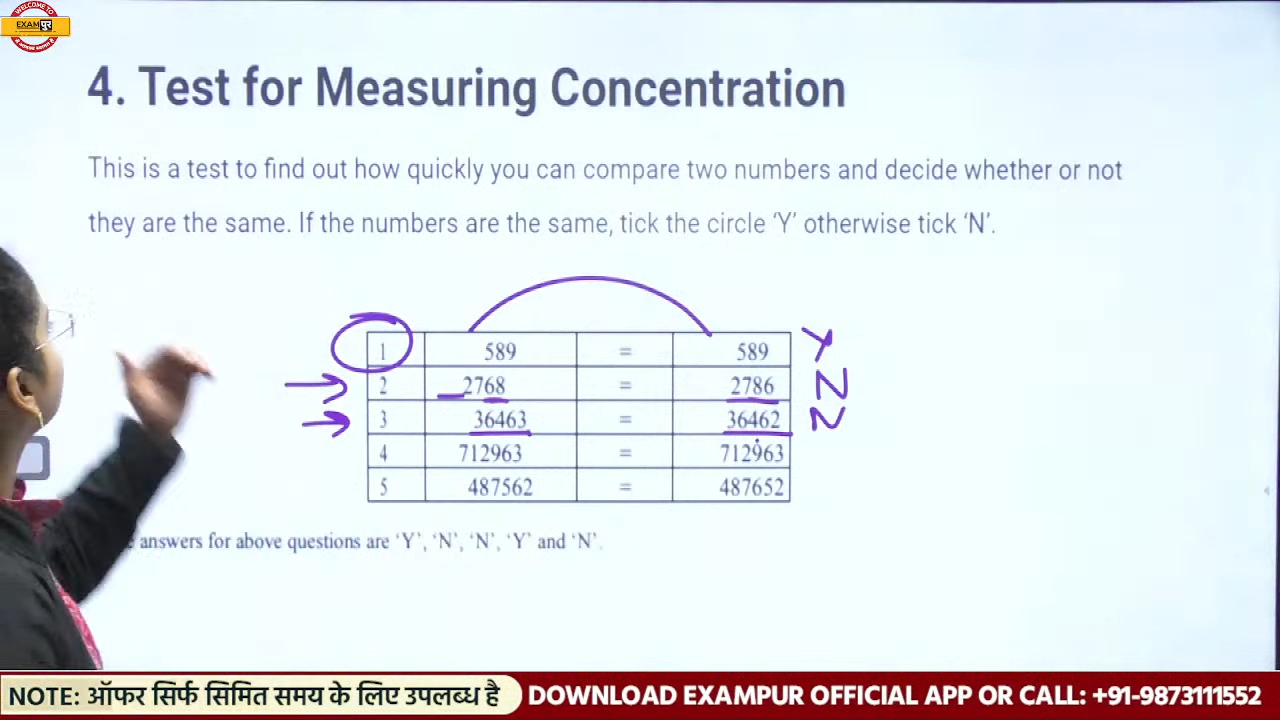 WELCOME TO
EXAMपुर
4. Test for Measuring Concentration
This is a test to find out how quickly you can compare two numbers and decide whether or not
they are the same. If the numbers are the same, tick the circle ‘Y’ otherwise tick ‘N’.
1 589 = 589 Y
2 2768 = 2786 N
3 36463 = 36462 N
4 712963 = 712963
5 487562 = 487652
answers for above questions are ‘Y’, ‘N’, ‘N’, ‘Y’ and ‘N’.
NOTE: ऑफर सिर्फ सिमित समय के लिए उपलब्ध है DOWNLOAD EXAMPUR OFFICIAL APP OR CALL: +91-9873111552